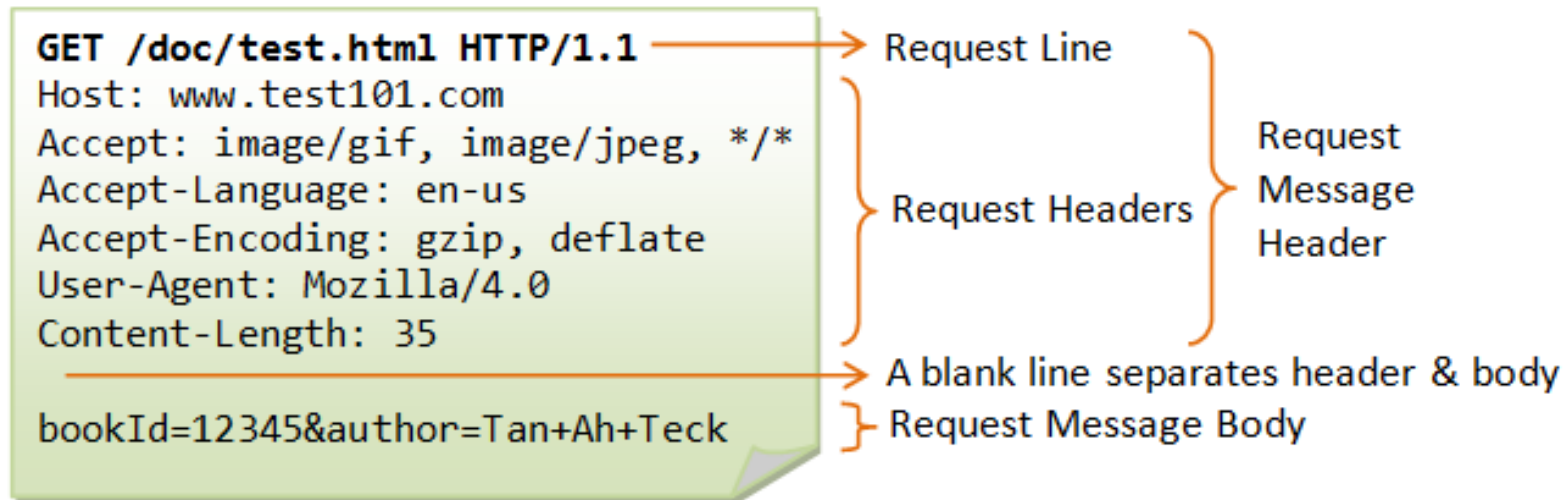 GET /doc/test.html HTTP/1.1
Request Line
Host: www.test101.com
Accept: image/gif, image/jpeg, */*
Accept-Language: en-us
Accept-Encoding: gzip, deflate
User-Agent: Mozilla/4.0
Content-Length: 35
Request Headers
Request
Message
Header
A blank line separates header & body
bookId=12345&author=Tan+Ah+Teck
Request Message Body